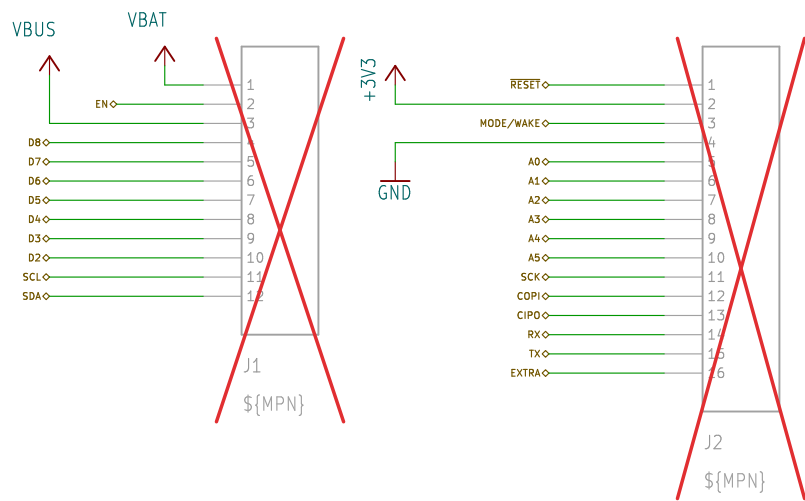 VBUS
VBAT
1
EN 2
3
D8 4
D7 5
D6 6
D5 7
D4 8
D3 9
D2 10
SCL 11
SDA 12
J1
${MPN}
+3V3
GND
RESET 1
2
MODE/WAKE 3
4
A0 5
A1 6
A2 7
A3 8
A4 9
A5 10
SCK 11
COPI 12
CIPO 13
RX 14
TX 15
EXTRA 16
J2
${MPN}